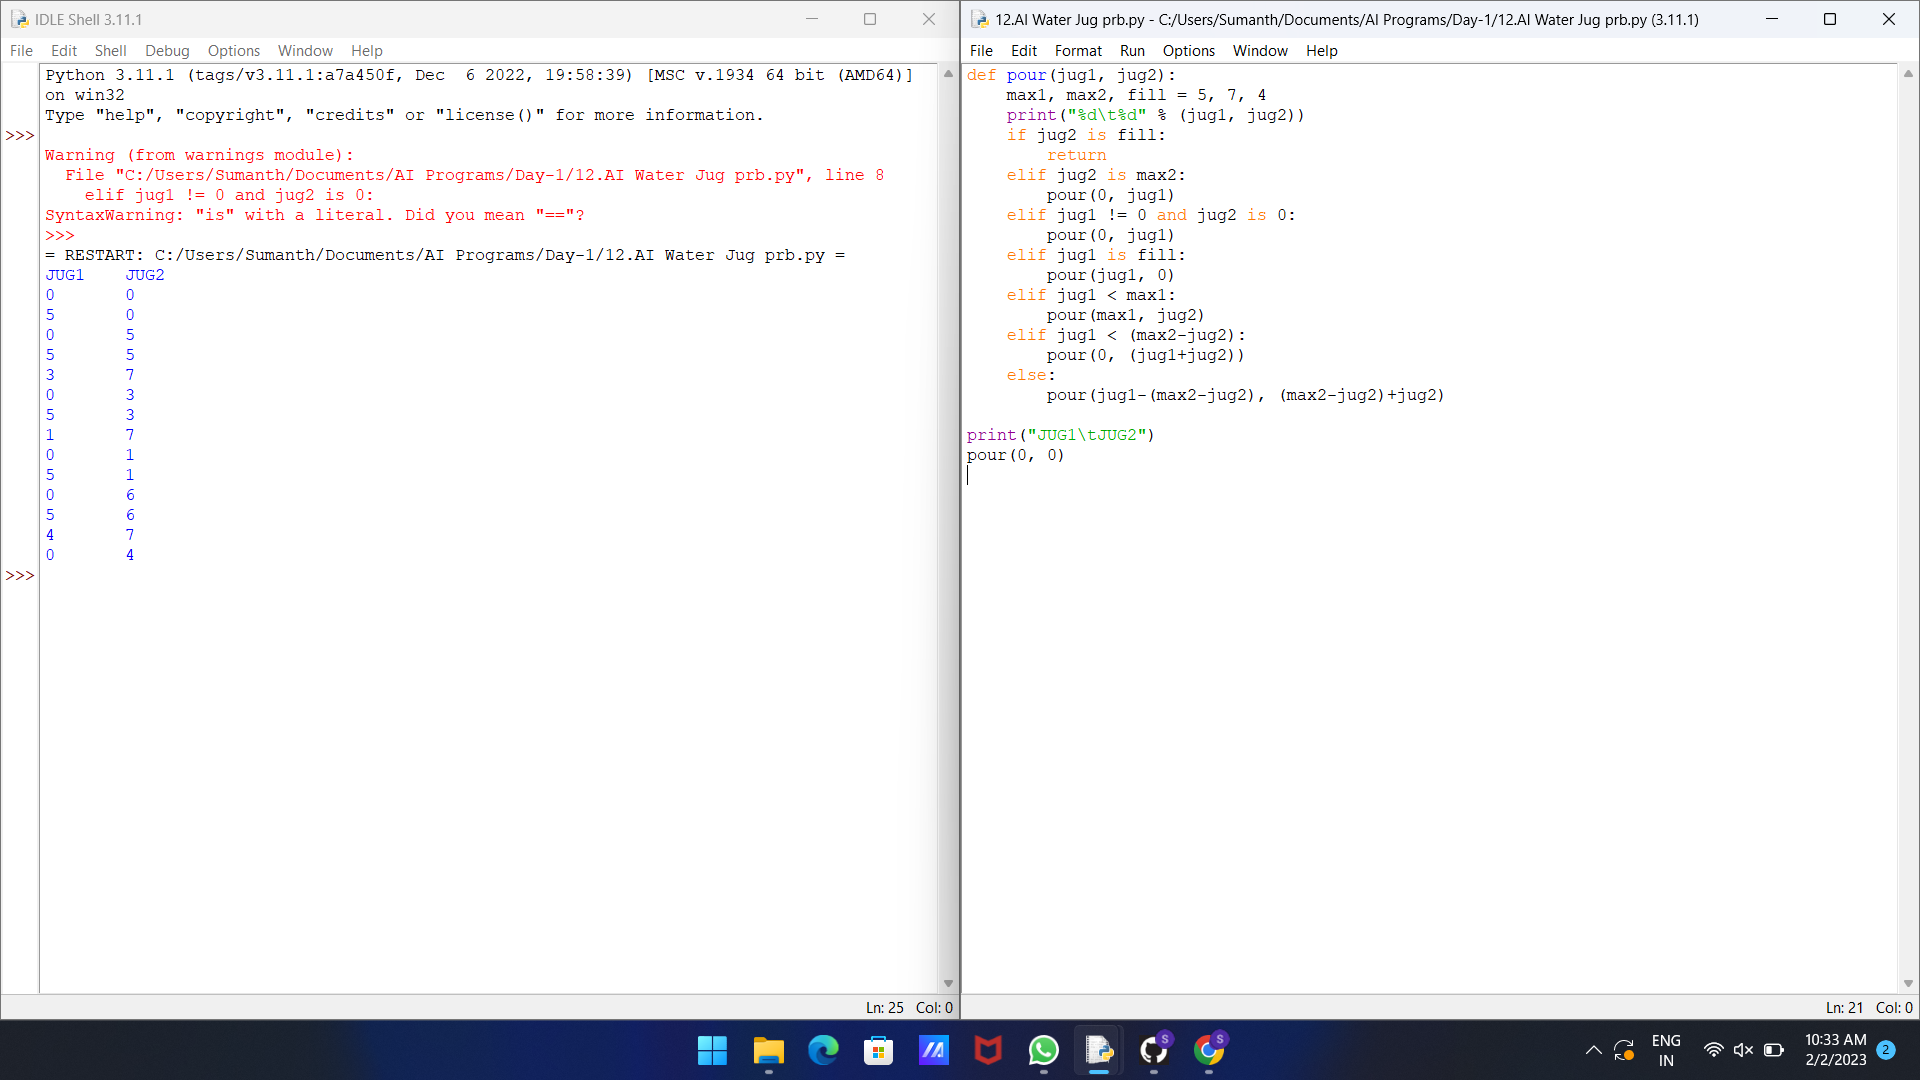 IDLE Shell 3.11.1
File Edit Shell Debug Options Window Help
Python 3.11.1 (tags/v3.11.1:a7a450f, Dec  6 2022, 19:58:39) [MSC v.1934 64 bit (AMD64)]
on win32
Type "help", "copyright", "credits" or "license()" for more information.
>>>
Warning (from warnings module):
  File "C:/Users/Sumanth/Documents/AI Programs/Day-1/12.AI Water Jug prb.py", line 8
    elif jug1 != 0 and jug2 is 0:
SyntaxWarning: "is" with a literal. Did you mean "=="?
>>>
= RESTART: C:/Users/Sumanth/Documents/AI Programs/Day-1/12.AI Water Jug prb.py =
JUG1	JUG2
0	0
5	0
0	5
5	5
3	7
0	3
5	3
1	7
0	1
5	1
0	6
5	6
4	7
0	4
>>>
Ln: 25 Col: 0
12.AI Water Jug prb.py - C:/Users/Sumanth/Documents/AI Programs/Day-1/12.AI Water Jug prb.py (3.11.1)
File Edit Format Run Options Window Help
def pour(jug1, jug2):
    max1, max2, fill = 5, 7, 4
    print("%d\t%d" % (jug1, jug2))
    if jug2 is fill:
        return
    elif jug2 is max2:
        pour(0, jug1)
    elif jug1 != 0 and jug2 is 0:
        pour(0, jug1)
    elif jug1 is fill:
        pour(jug1, 0)
    elif jug1 < max1:
        pour(max1, jug2)
    elif jug1 < (max2-jug2):
        pour(0, (jug1+jug2))
    else:
        pour(jug1-(max2-jug2), (max2-jug2)+jug2)
print("JUG1\tJUG2")
pour(0, 0)
Ln: 21 Col: 0
S
S
ENG
IN
10:33 AM
2/2/2023
2